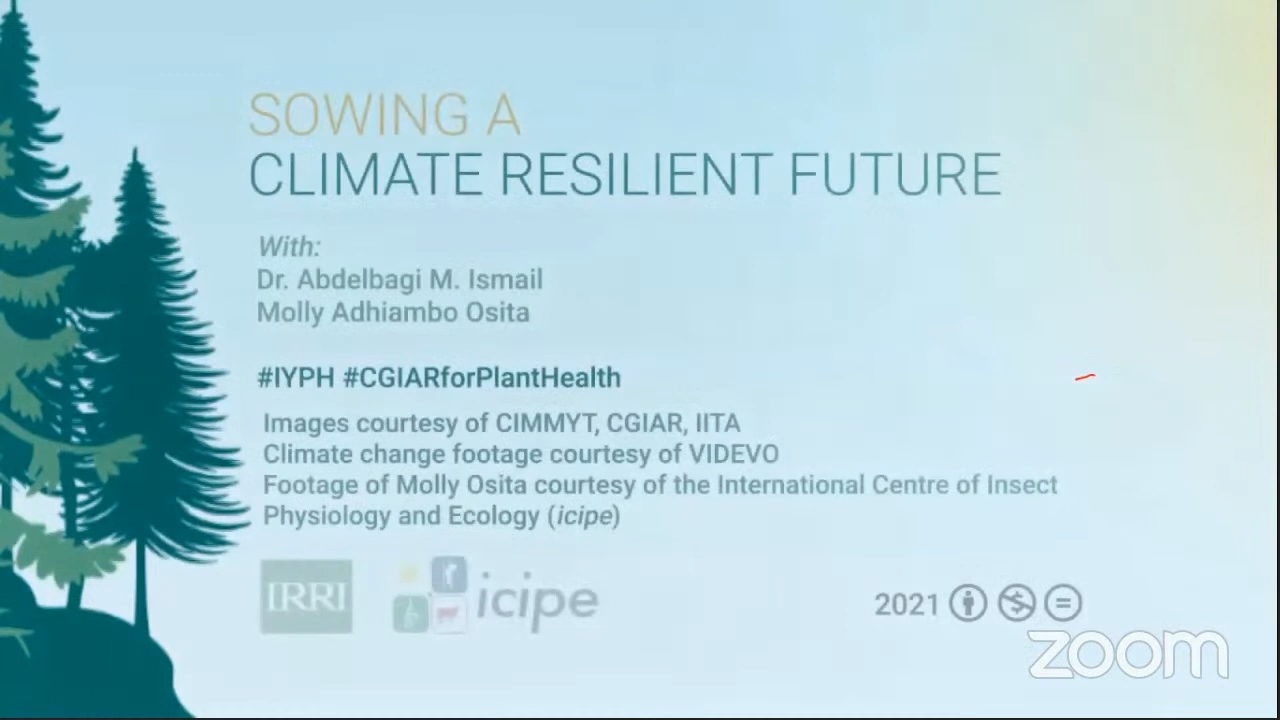 SOWING A
CLIMATE RESILIENT FUTURE
With:
Dr. Abdelbagi M. Ismail
Molly Adhiambo Osita
#IYPH #CGIARforPlantHealth
Images courtesy of CIMMYT, CGIAR, IITA
Climate change footage courtesy of VIDEVO
Footage of Molly Osita courtesy of the International Centre of Insect
Physiology and Ecology (icipe)
IRRI icipe
2021
zoom